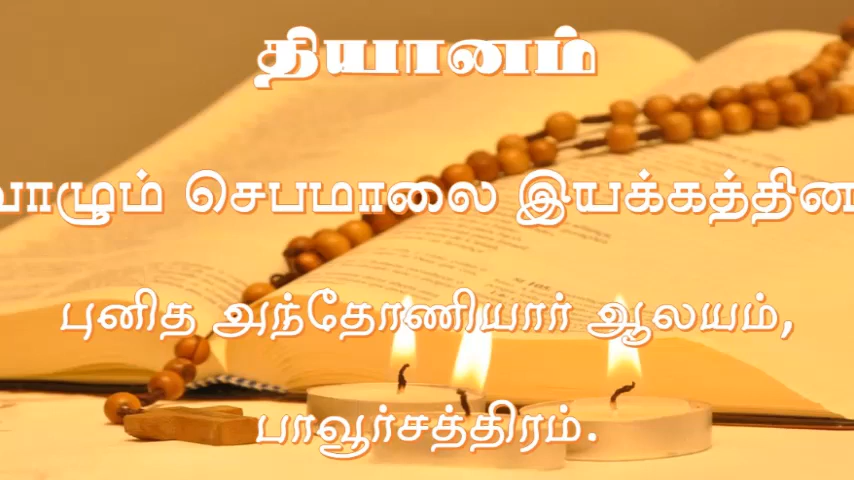 தியானம்
வாழும் செபமாலை இயக்கத்தின
புனித அந்தோணியார் ஆலயம்,
பாவூர்சத்திரம்.